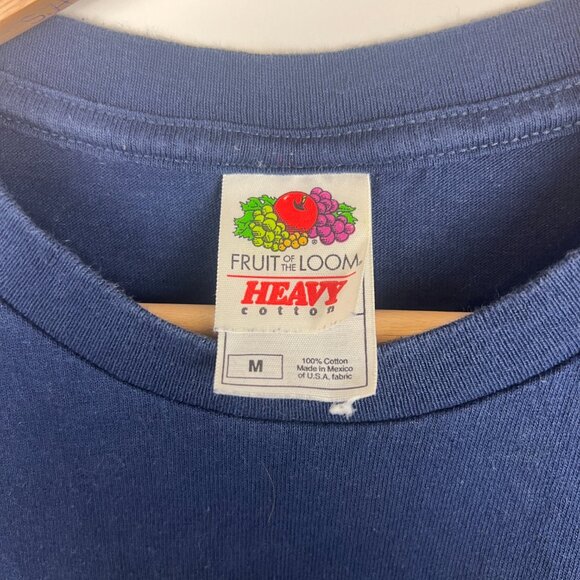 ®
FRUIT OF THE LOOM
HEAVY
cotton
M
100% Cotton
Made in Mexico
of U.S.A. fabric